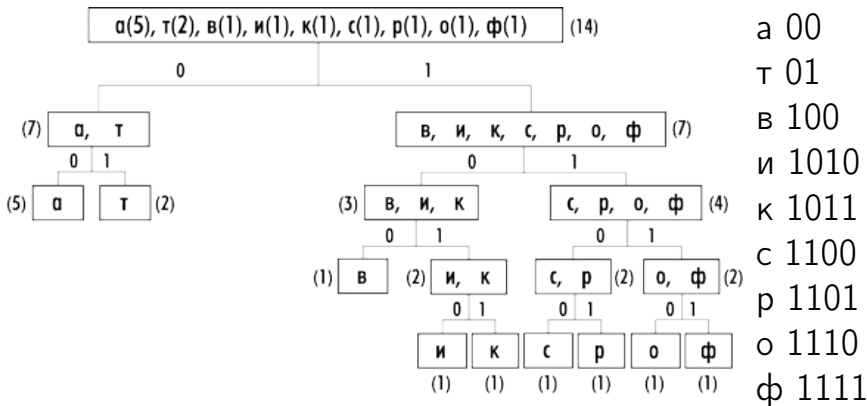 а(5), т(2), в(1), и(1), к(1), с(1), р(1), о(1), ф(1) (14)
0 1
(7) а, т в, и, к, с, р, о, ф (7)
0 1 0 1
(5) а т (2) (3) в, и, к с, р, о, ф (4)
0 1 0 1
(1) в (2) и, к с, р (2) о, ф (2)
0 1 0 1 0 1
и к с р о ф
(1) (1) (1) (1) (1) (1)
а 00
т 01
в 100
и 1010
к 1011
с 1100
р 1101
о 1110
ф 1111